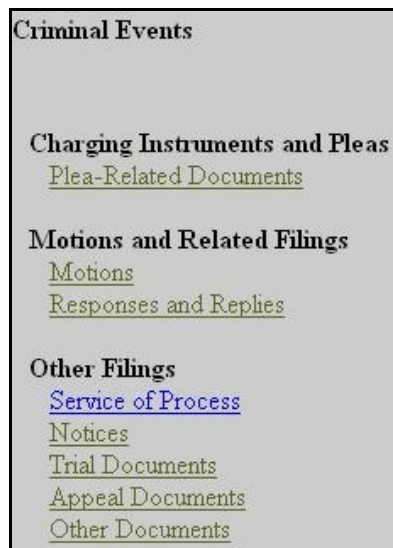 Criminal Events
Charging Instruments and Pleas
Plea-Related Documents
Motions and Related Filings
Motions
Responses and Replies
Other Filings
Service of Process
Notices
Trial Documents
Appeal Documents
Other Documents